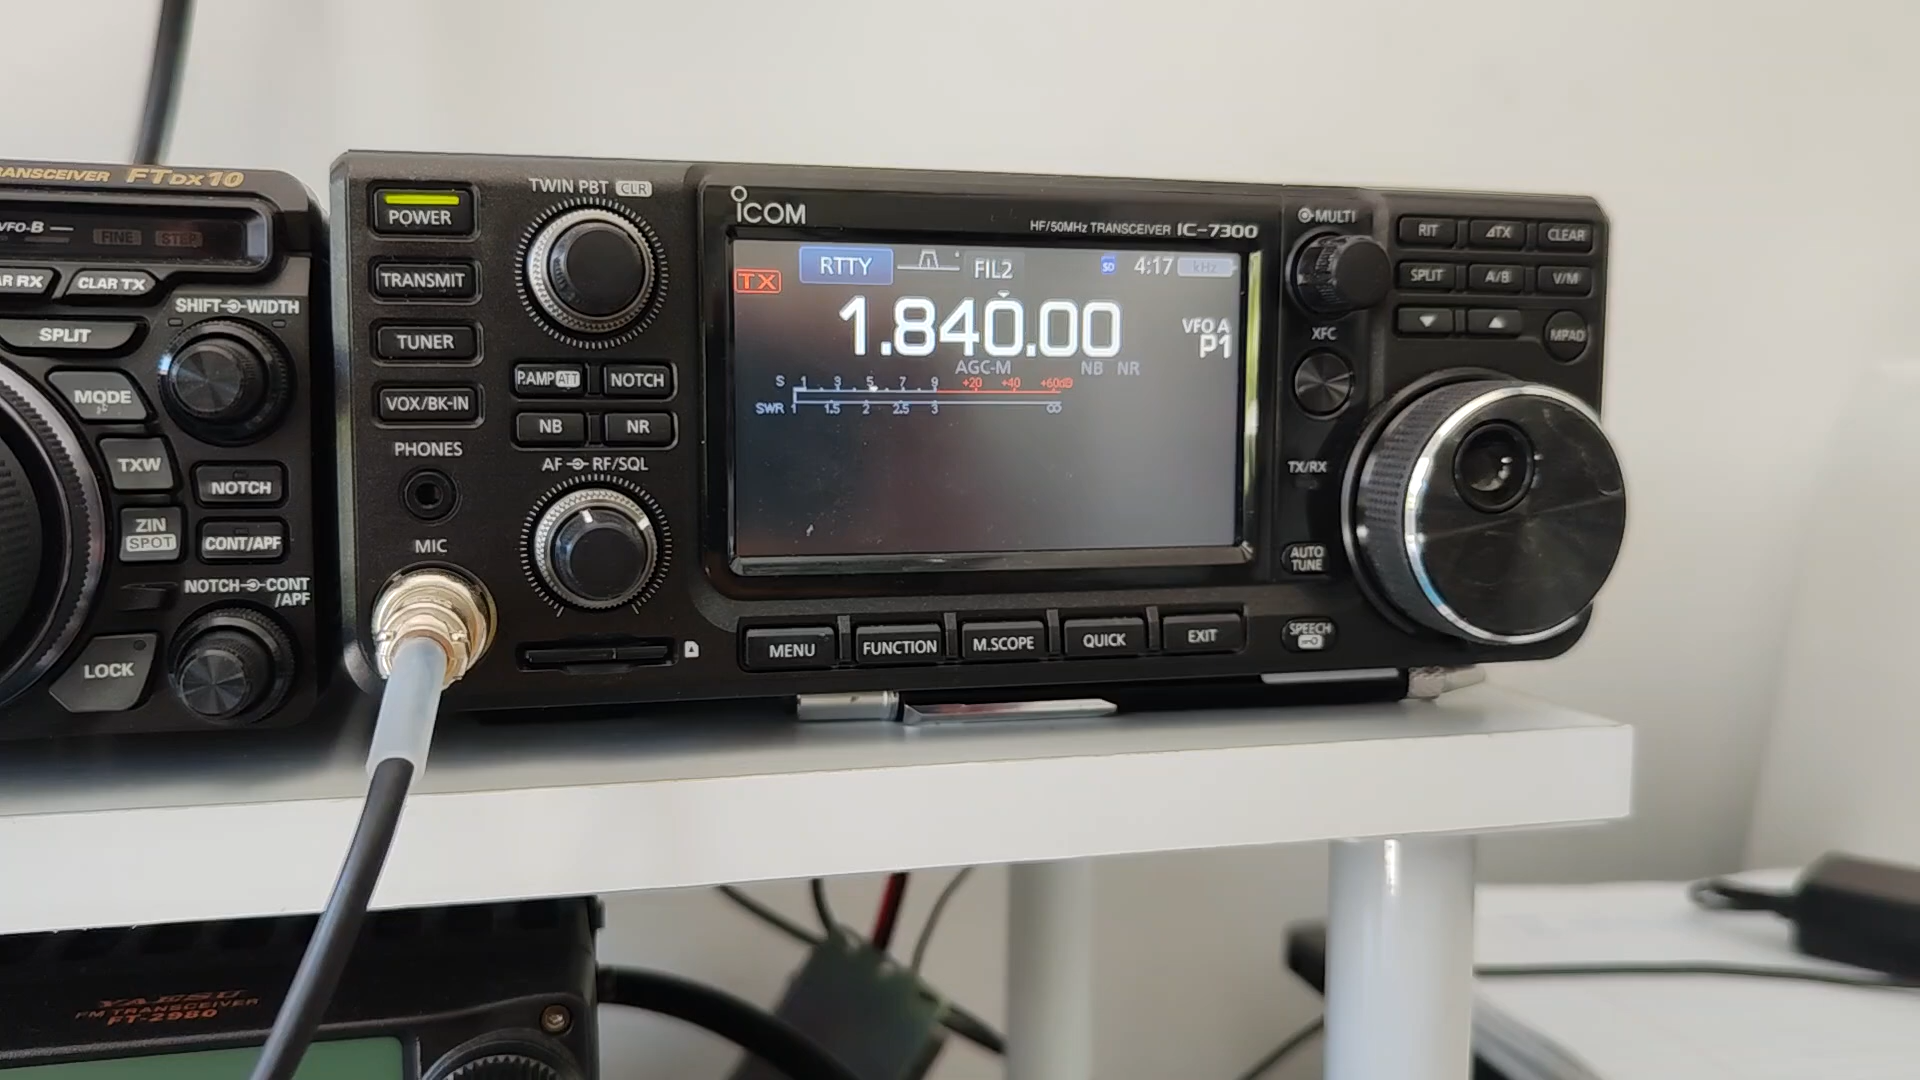 FTDX10
VFO-B
FINE STEP
CLAR TX
SHIFT WIDTH
SPLIT
MODE
TXW
NOTCH
ZIN
SPOT
CONT/APF
NOTCH CONT
/APF
LOCK
POWER
TRANSMIT
TUNER
VOX/BK-IN
PHONES
MIC
TWIN PBT CLR
P.AMP ATT NOTCH
NB NR
AF RF/SQL
ICOM
HF/50MHz TRANSCEIVER IC-7300
RTTY FIL2 SD 4:17 kHz
TX
1.840.00
VFO A
P1
AGC-M NB NR
S 1 3 5 7 9 +20 +40 +60dB
SWR 1 1.5 2 2.5 3 ∞
MENU FUNCTION M.SCOPE QUICK EXIT
MULTI
XFC
TX/RX
AUTO
TUNE
SPEECH
RIT ⊿TX CLEAR
SPLIT A/B V/M
▼ ▲ MPAD
YAESU
FM TRANSCEIVER
FT-2980